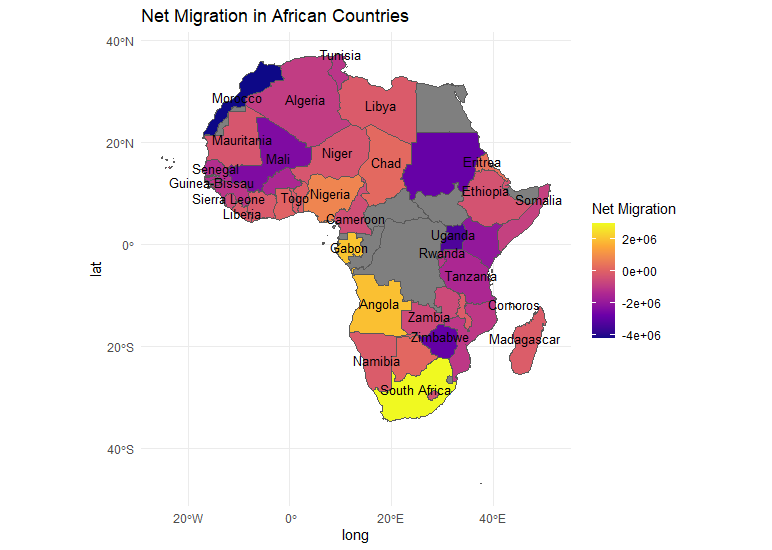 Net Migration in African Countries
40°N
20°N
0°
20°S
40°S
lat
Tunisia
Morocco
Algeria
Libya
Mauritania
Mali
Niger
Chad
Eritrea
Senegal
Guinea-Bissau
Sierra Leone
Liberia
Togo
Nigeria
Ethiopia
Somalia
Cameroon
Gabon
Uganda
Rwanda
Tanzania
Angola
Zambia
Comoros
Zimbabwe
Madagascar
Namibia
South Africa
20°W
0°
20°E
40°E
long
Net Migration
2e+06
0e+00
-2e+06
-4e+06